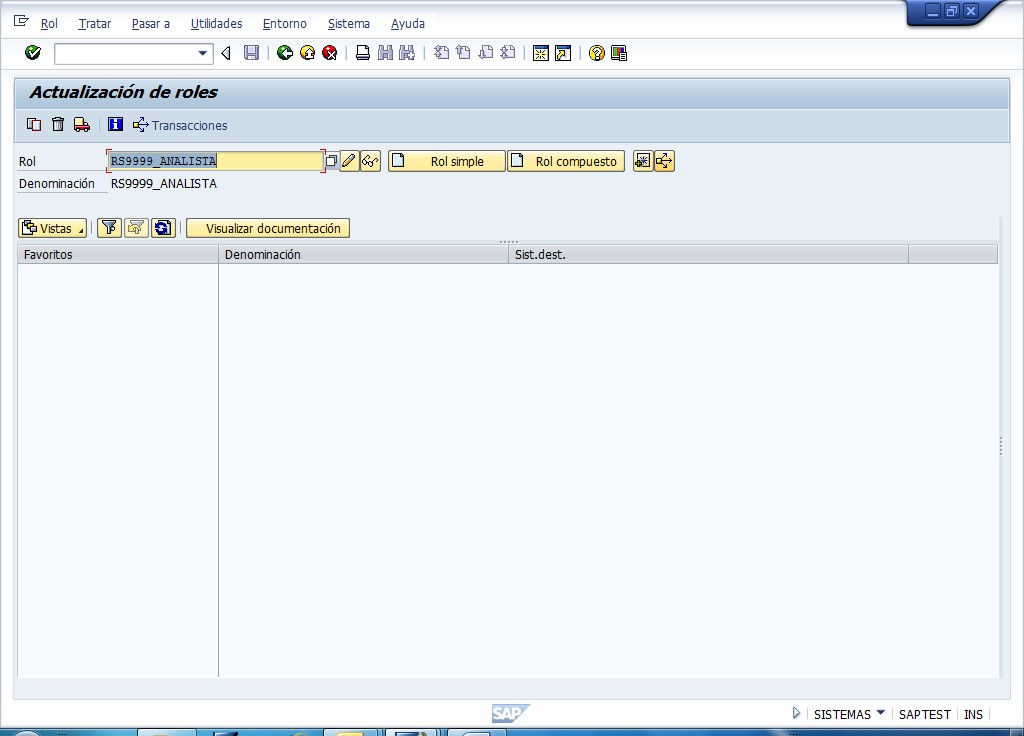 Rol Tratar Pasar a Utilidades Entorno Sistema Ayuda
Actualización de roles
Transacciones
Rol RS9999_ANALISTA Rol simple Rol compuesto
Denominación RS9999_ANALISTA
Vistas Visualizar documentación
Favoritos Denominación Sist.dest.
SAP SISTEMAS SAPTEST INS